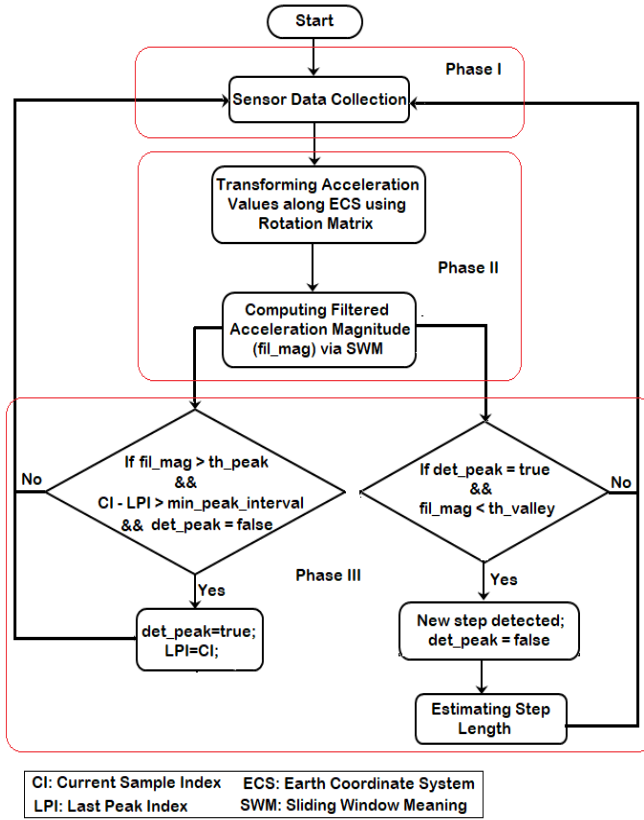 Start
Phase I
Sensor Data Collection
Transforming Acceleration
Values along ECS using
Rotation Matrix
Phase II
Computing Filtered
Acceleration Magnitude
(fil_mag) via SWM
If fil_mag > th_peak
&&
CI - LPI > min_peak_interval
&& det_peak = false
No
Yes
det_peak=true;
LPI=CI;
If det_peak = true
&&
fil_mag < th_valley
No
Yes
Phase III
New step detected;
det_peak = false
Estimating Step
Length
CI: Current Sample Index ECS: Earth Coordinate System
LPI: Last Peak Index SWM: Sliding Window Meaning